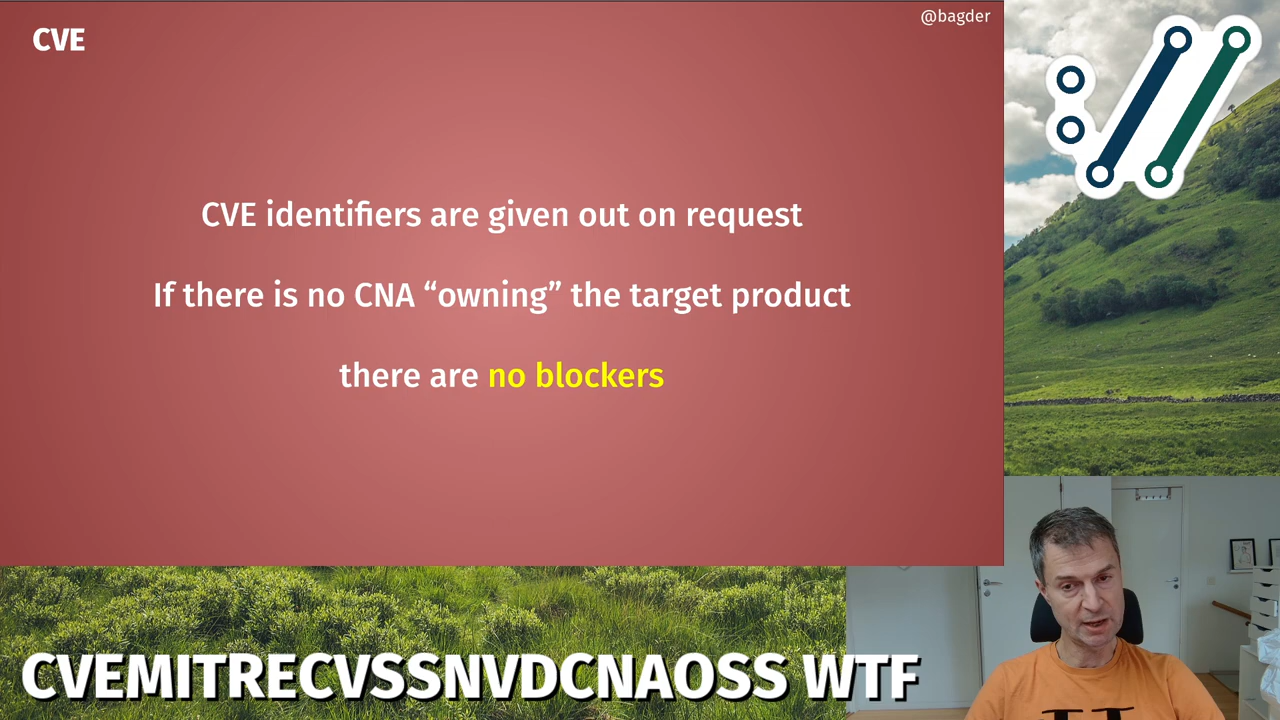 @bagder
CVE
CVE identifiers are given out on request
If there is no CNA “owning” the target product
there are no blockers
CVEMITRECVSSNVDCNAOSS WTF